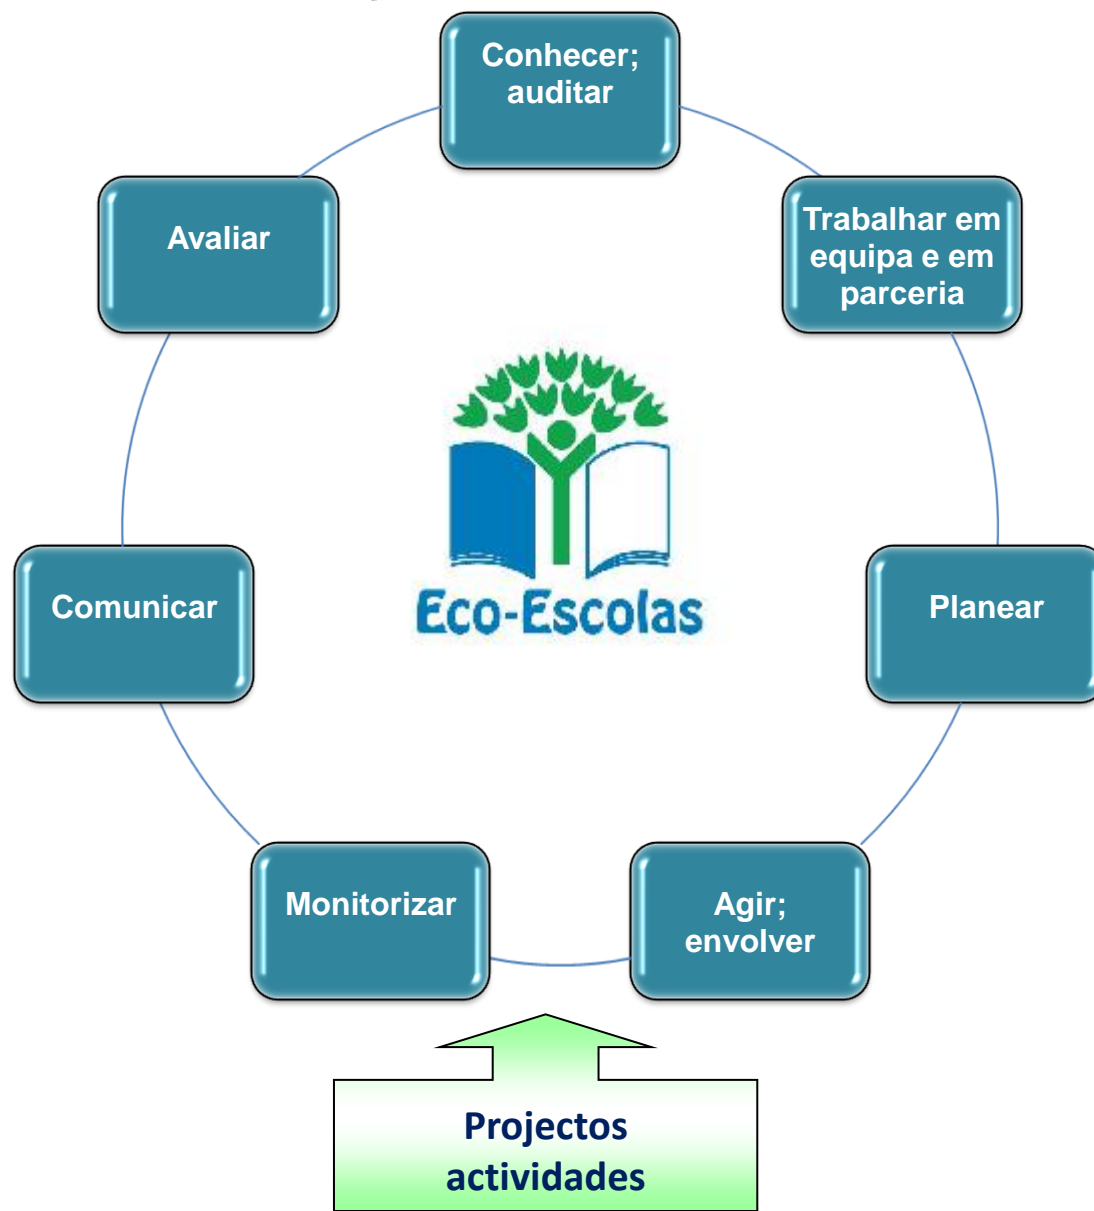 Conhecer;
auditar
Trabalhar em
equipa e em
parceria
Planear
Agir;
envolver
Monitorizar
Comunicar
Avaliar
Eco-Escolas
Projectos
actividades